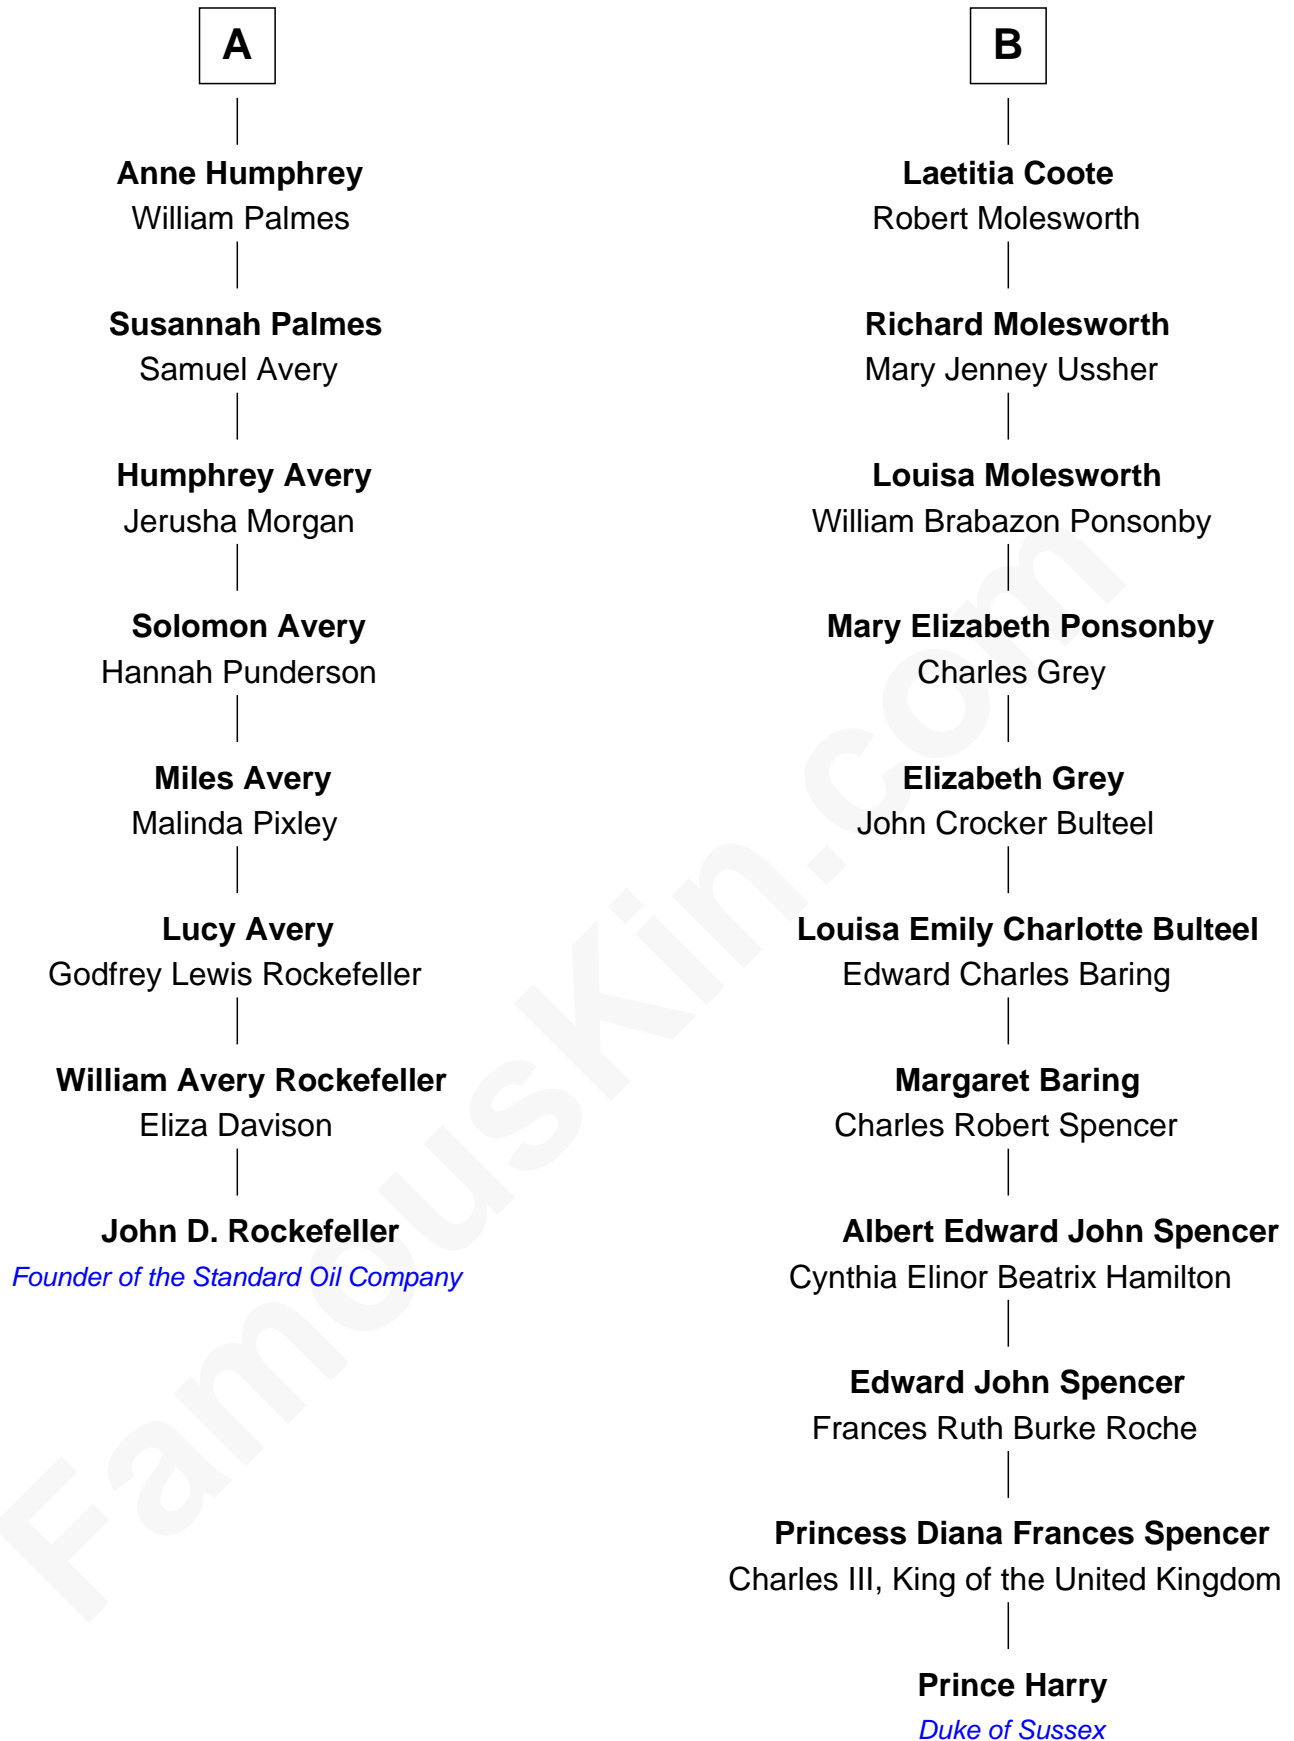 A
Anne Humphrey
William Palmes
Susannah Palmes
Samuel Avery
Humphrey Avery
Jerusha Morgan
Solomon Avery
Hannah Punderson
Miles Avery
Malinda Pixley
Lucy Avery
Godfrey Lewis Rockefeller
William Avery Rockefeller
Eliza Davison
John D. Rockefeller
Founder of the Standard Oil Company
B
Laetitia Coote
Robert Molesworth
Richard Molesworth
Mary Jenney Ussher
Louisa Molesworth
William Brabazon Ponsonby
Mary Elizabeth Ponsonby
Charles Grey
Elizabeth Grey
John Crocker Bulteel
Louisa Emily Charlotte Bulteel
Edward Charles Baring
Margaret Baring
Charles Robert Spencer
Albert Edward John Spencer
Cynthia Elinor Beatrix Hamilton
Edward John Spencer
Frances Ruth Burke Roche
Princess Diana Frances Spencer
Charles III, King of the United Kingdom
Prince Harry
Duke of Sussex
FamousKin.com